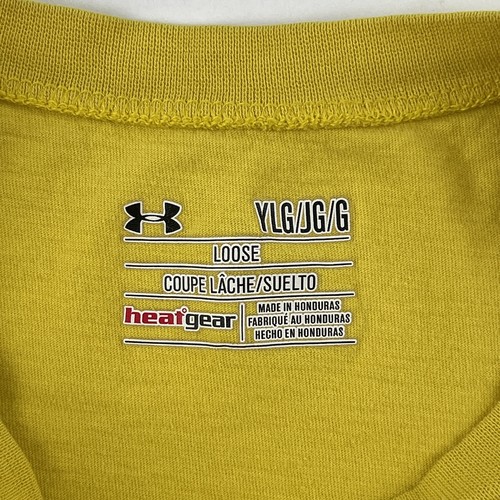 YLG/JG/G
LOOSE
COUPE LÂCHE/SUELTO
heatgear
MADE IN HONDURAS
FABRIQUÉ AU HONDURAS
HECHO EN HONDURAS